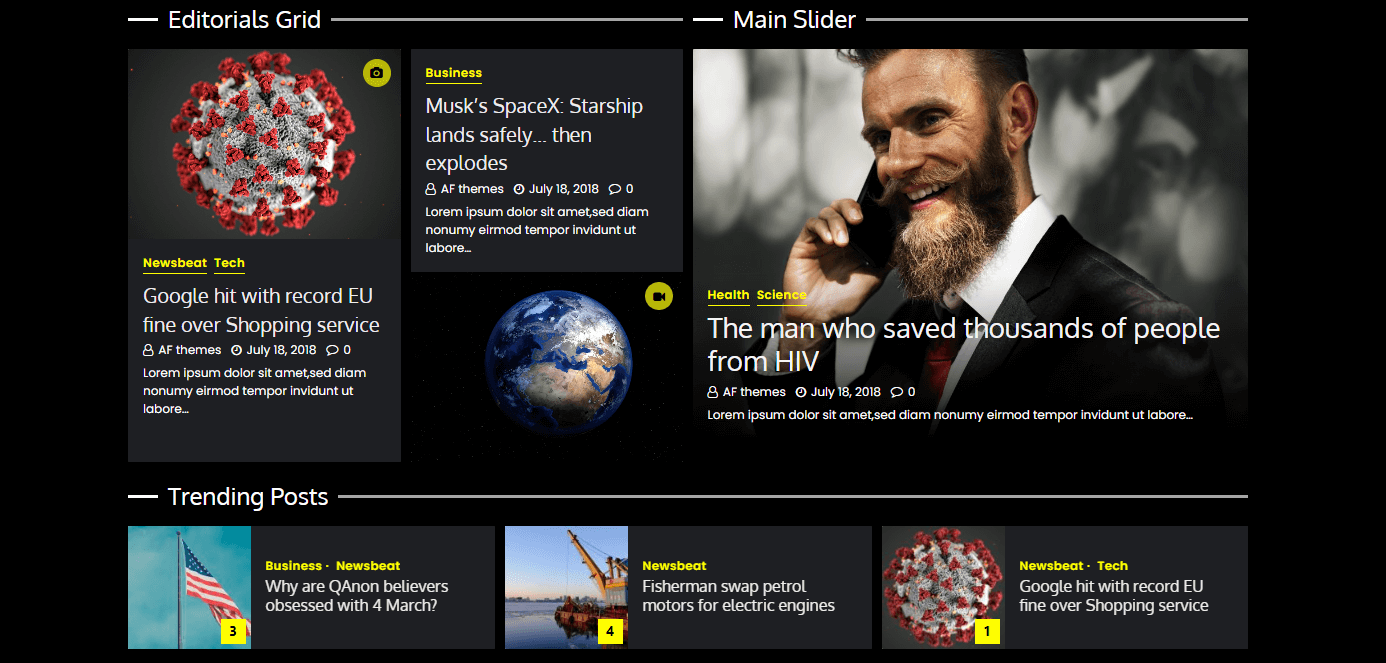 Editorials Grid
Newsbeat Tech
Google hit with record EU
fine over Shopping service
AF themes July 18, 2018 0
Lorem ipsum dolor sit amet,sed diam
nonumy eirmod tempor invidunt ut
labore...
Business
Musk’s SpaceX: Starship
lands safely... then
explodes
AF themes July 18, 2018 0
Lorem ipsum dolor sit amet,sed diam
nonumy eirmod tempor invidunt ut
labore...
Main Slider
Health Science
The man who saved thousands of people
from HIV
AF themes July 18, 2018 0
Lorem ipsum dolor sit amet,sed diam nonumy eirmod tempor invidunt ut labore...
Trending Posts
3
Business · Newsbeat
Why are QAnon believers
obsessed with 4 March?
4
Newsbeat
Fisherman swap petrol
motors for electric engines
1
Newsbeat · Tech
Google hit with record EU
fine over Shopping service